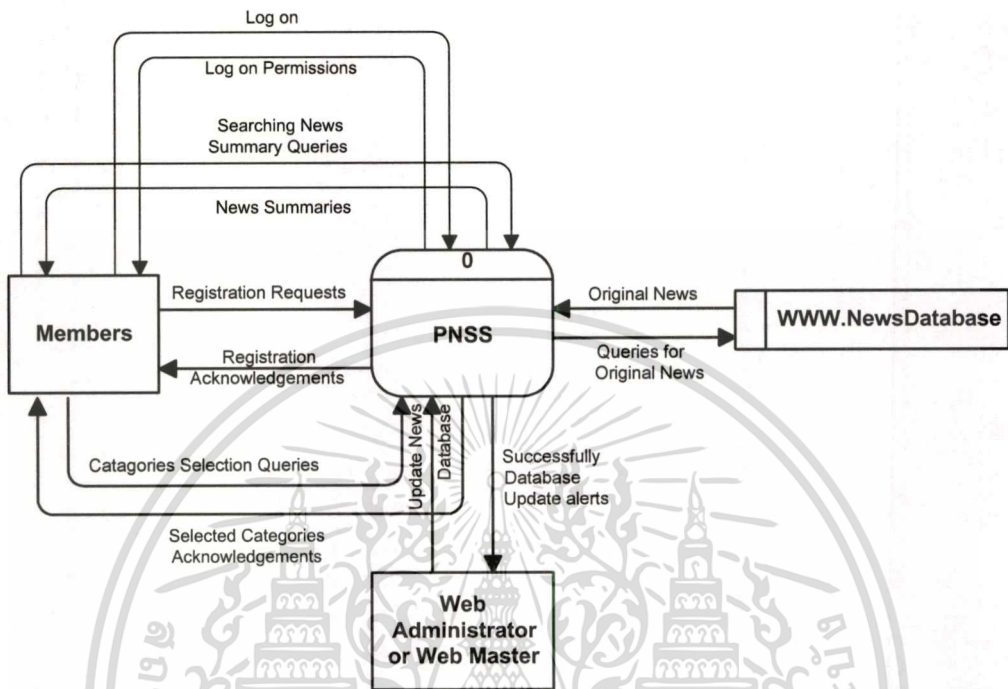 Log on
Log on Permissions
Searching News
Summary Queries
News Summaries
0
Members
Registration Requests
PNSS
Original News
WWW.NewsDatabase
Registration
Acknowledgements
Queries for
Original News
Catagories Selection Queries
Update News
Database
Successfully
Database
Update alerts
Selected Categories
Acknowledgements
Web
Administrator
or Web Master